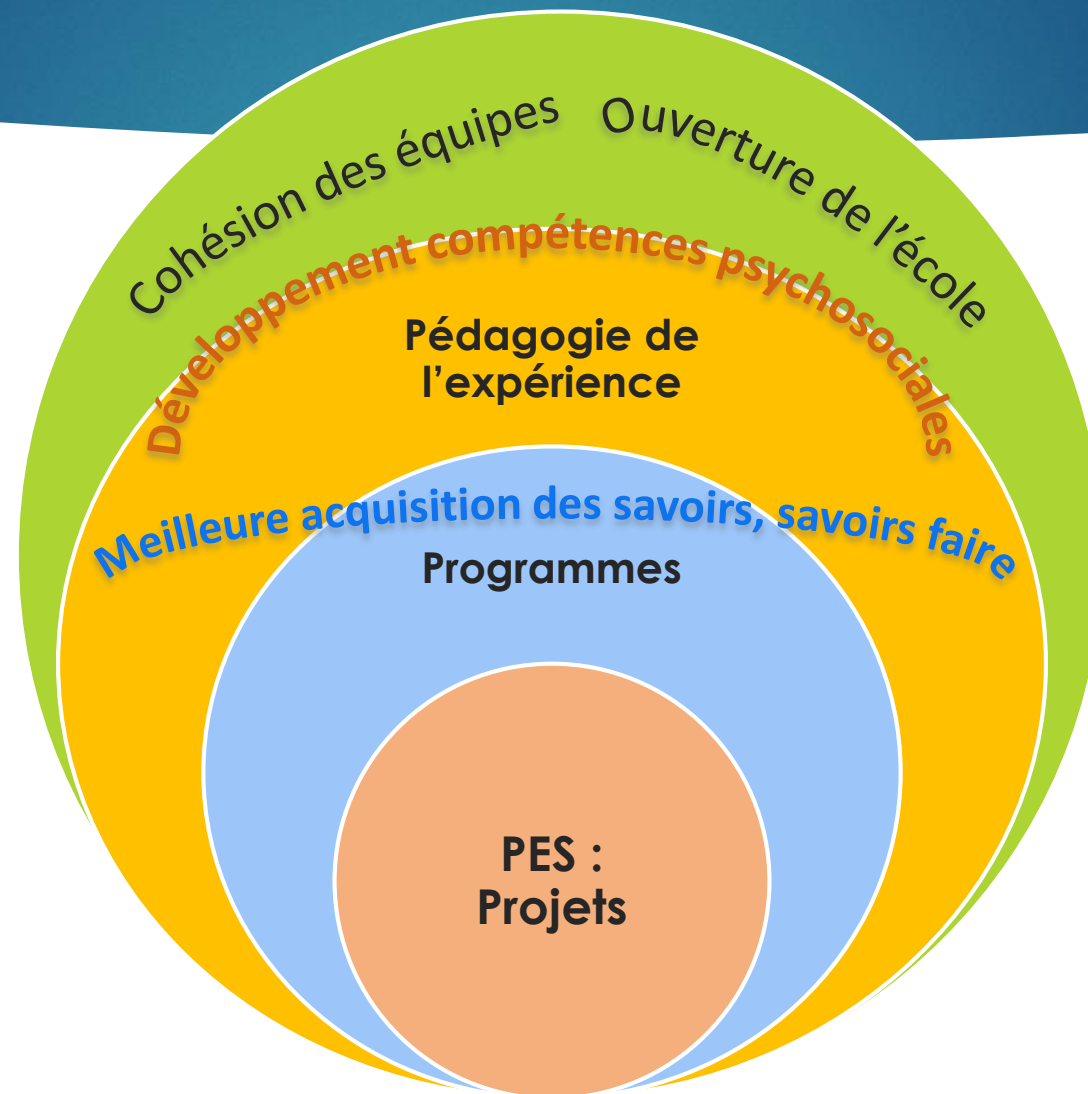 Cohésion des équipes
Ouverture de l’école
Développement compétences psychosociales
Pédagogie de
l’expérience
Meilleure acquisition des savoirs, savoirs faire
Programmes
PES :
Projets